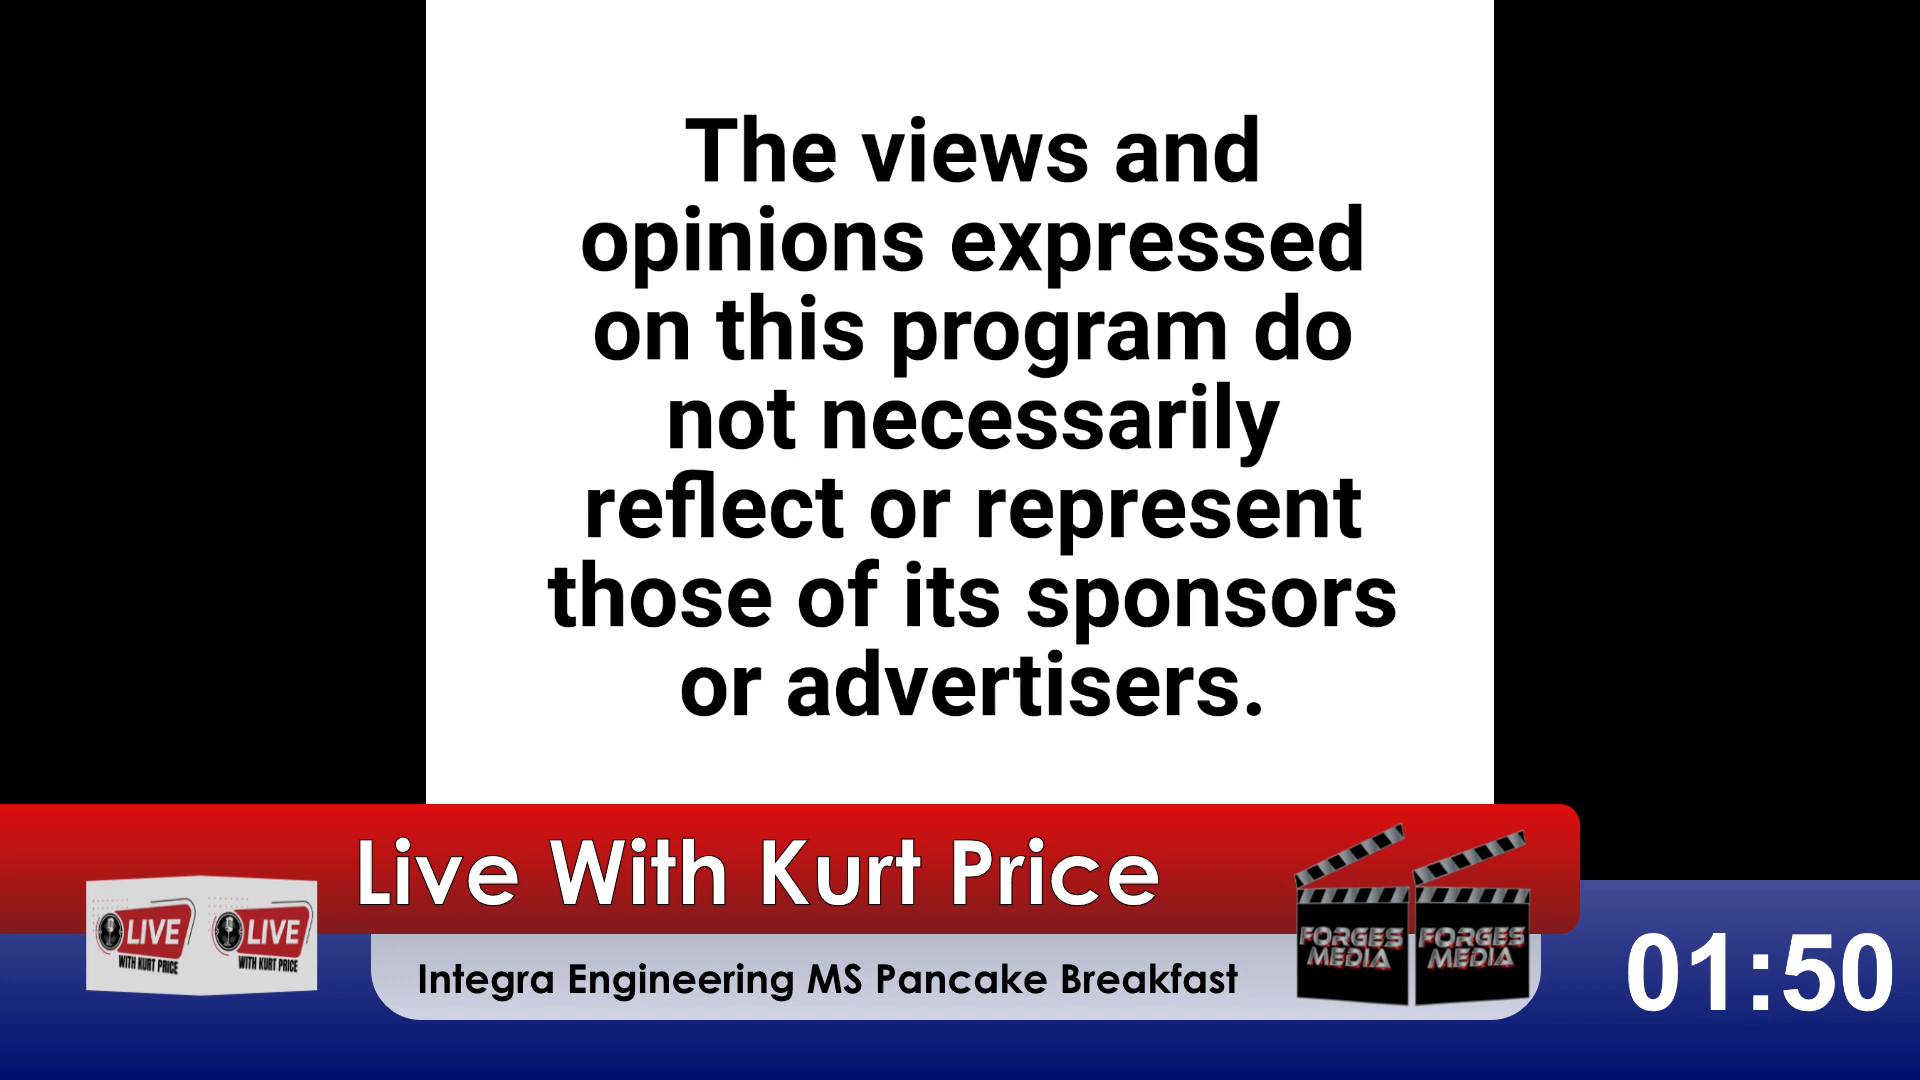 The views and
opinions expressed
on this program do
not necessarily
reflect or represent
those of its sponsors
or advertisers.
Live With Kurt Price
Integra Engineering MS Pancake Breakfast
LIVE
WITH KURT PRICE
LIVE
WITH KURT PRICE
FORGES
MEDIA
FORGES
MEDIA
01:50